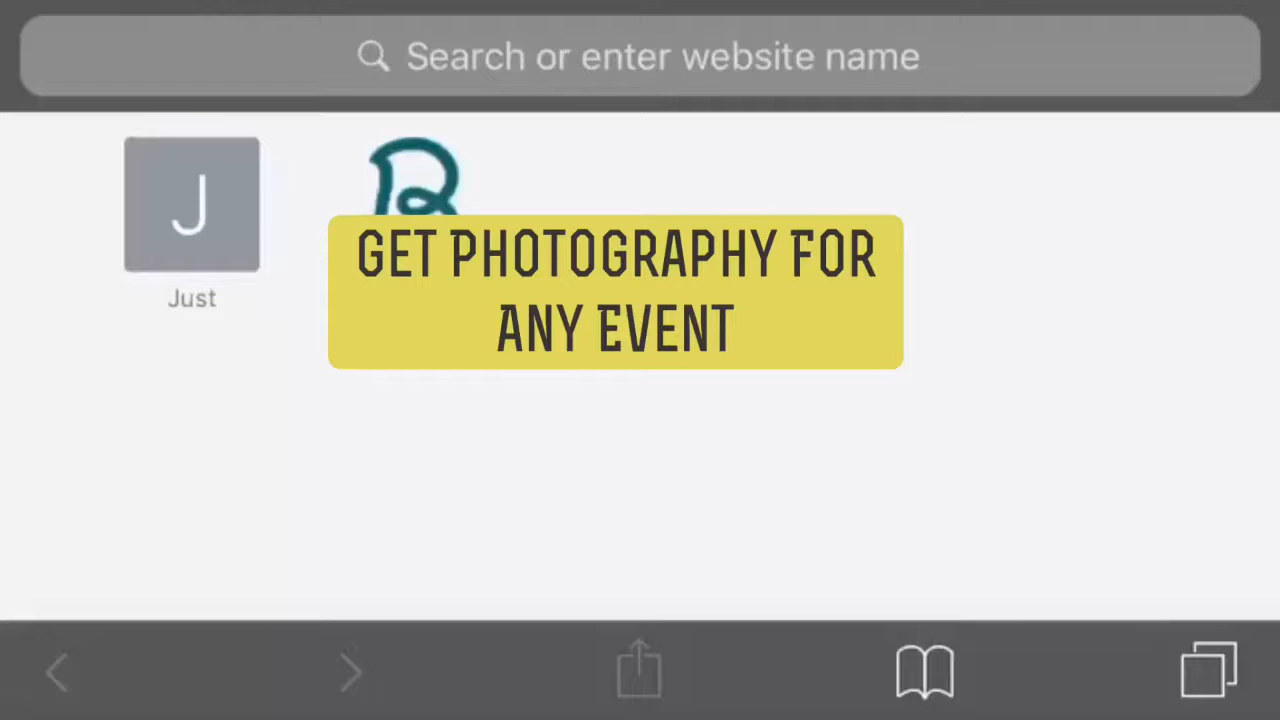 Search or enter website name
J
Just
GET PHOTOGRAPHY FOR
ANY EVENT